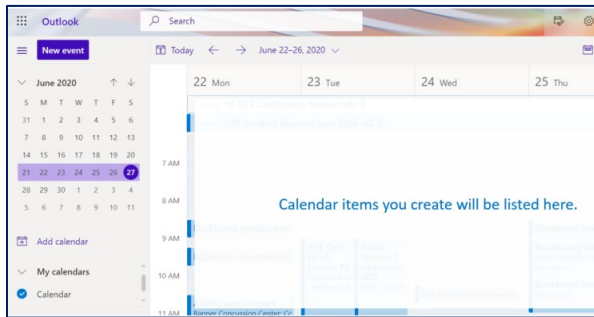 Outlook
Search
New event
Today
June 22–26, 2020
June 2020
S M T W T F S
31 1 2 3 4 5 6
7 8 9 10 11 12 13
14 15 16 17 18 19 20
21 22 23 24 25 26 27
28 29 30 1 2 3 4
5 6 7 8 9 10 11
Add calendar
My calendars
Calendar
22 Mon
23 Tue
24 Wed
25 Thu
7 AM
8 AM
Calendar items you create will be listed here.
9 AM
10 AM
11 AM
Banner Concussion Center: Cr